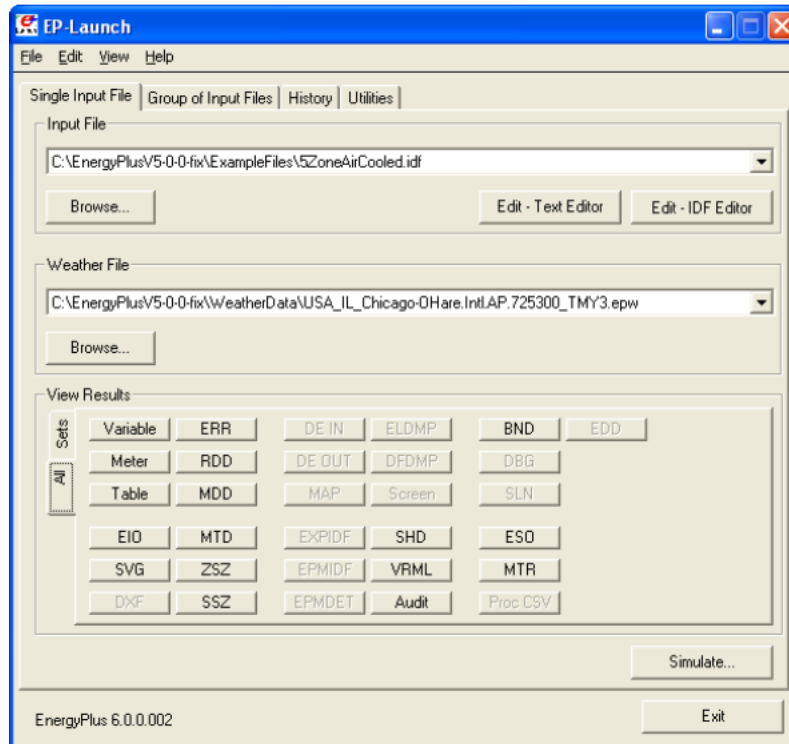 EP-Launch
File Edit View Help
Single Input File Group of Input Files History Utilities
Input File
C:\EnergyPlusV5-0-0-fix\ExampleFiles\5ZoneAirCooled.idf
Browse... Edit - Text Editor Edit - IDF Editor
Weather File
C:\EnergyPlusV5-0-0-fix\WeatherData\USA_IL_Chicago-OHare.Intl.AP.725300_TMY3.epw
Browse...
View Results
Sets
All
Variable ERR DE IN ELDMP BND EDD
Meter RDD DE OUT DFDMP DBG
Table MDD MAP Screen SLN
EIO MTD EXPIDF SHD ESO
SVG ZSZ EPMIDF VRML MTR
DXF SSZ EPMDET Audit Proc CSV
Simulate...
EnergyPlus 6.0.0.002 Exit